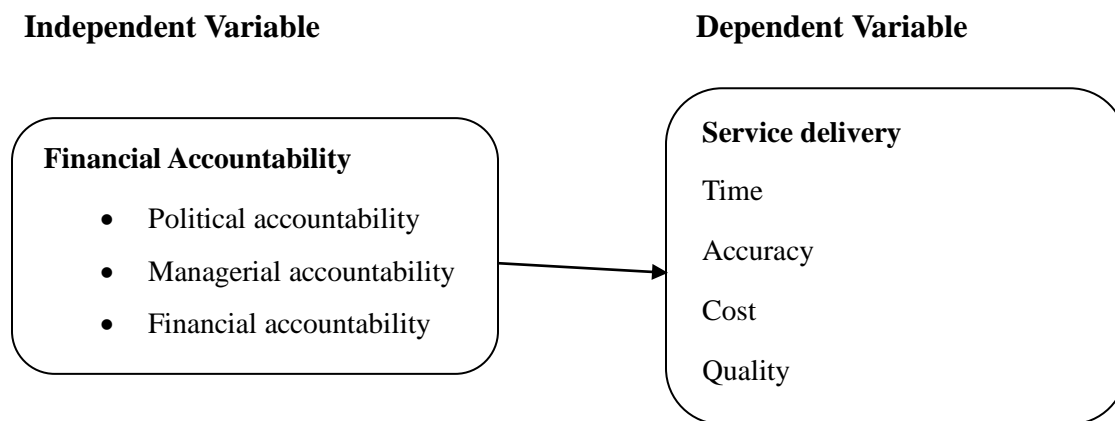 Independent Variable
Dependent Variable
Financial Accountability
• Political accountability
• Managerial accountability
• Financial accountability
Service delivery
Time
Accuracy
Cost
Quality